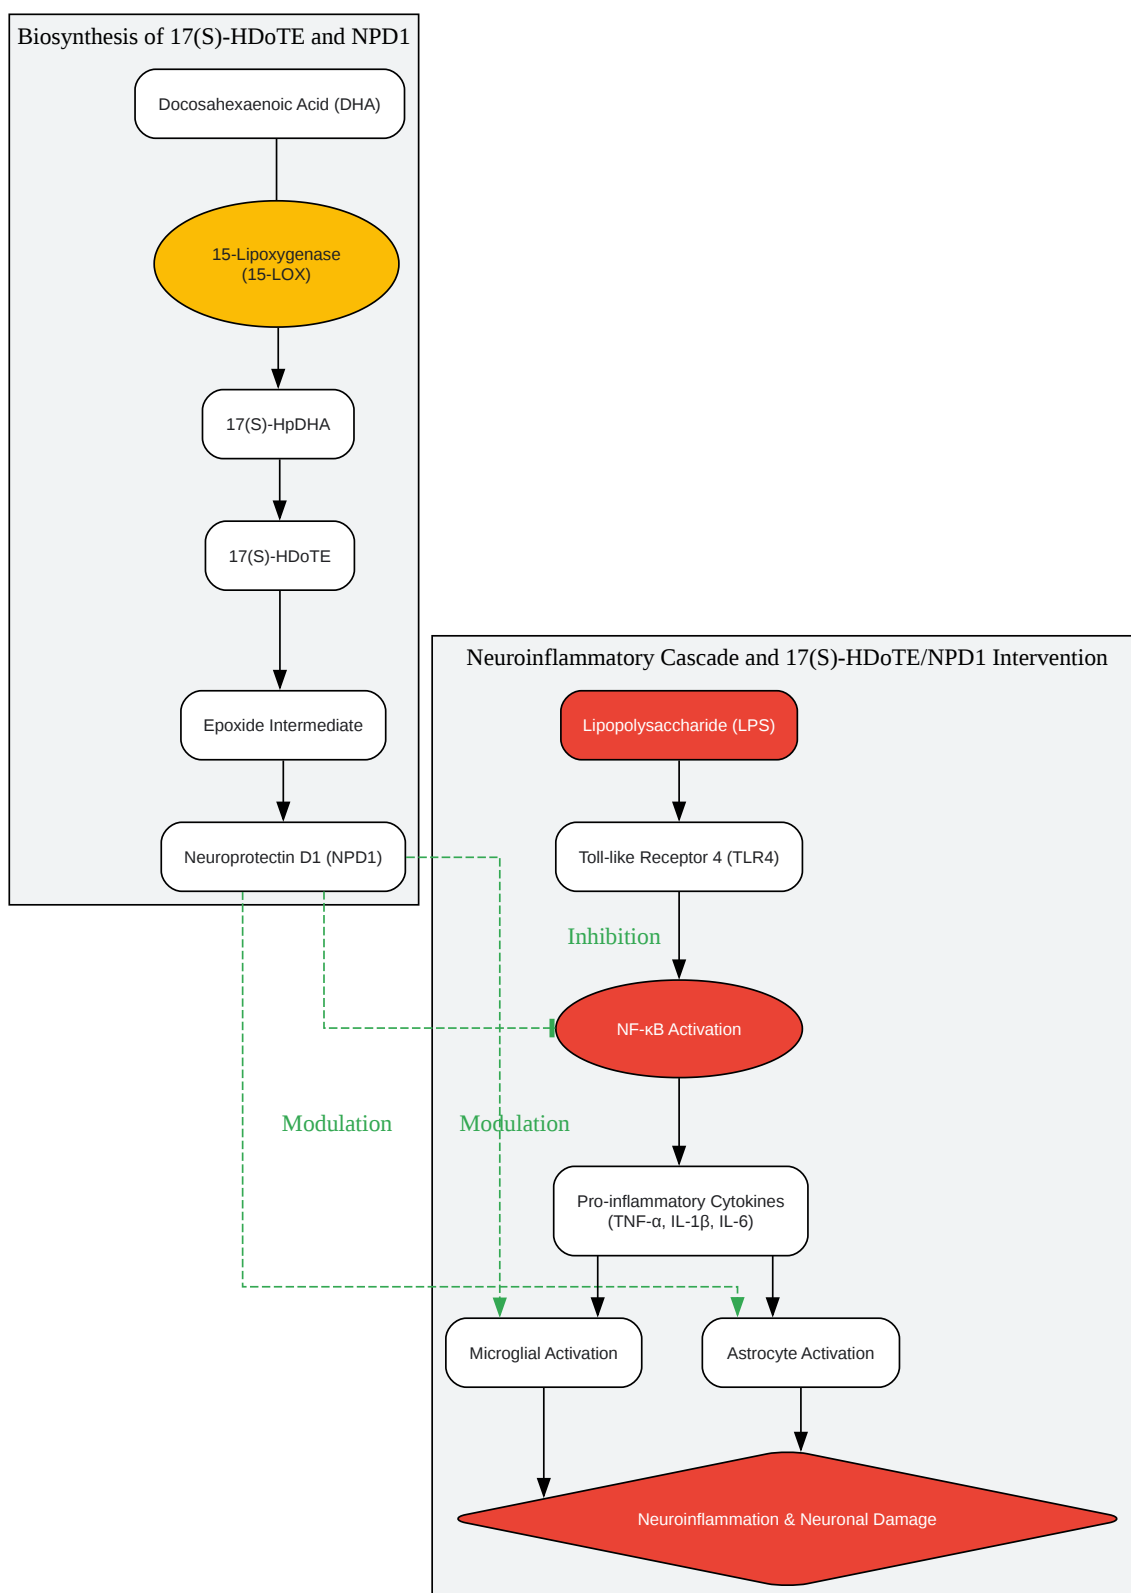 Biosynthesis of 17(S)-HDoTE and NPD1
Docosahexaenoic Acid (DHA)
15-Lipoxygenase
(15-LOX)
17(S)-HpDHA
17(S)-HDoTE
Epoxide Intermediate
Neuroprotectin D1 (NPD1)
Neuroinflammatory Cascade and 17(S)-HDoTE/NPD1 Intervention
Lipopolysaccharide (LPS)
Toll-like Receptor 4 (TLR4)
Inhibition
NF-κB Activation
Modulation
Modulation
Pro-inflammatory Cytokines
(TNF-α, IL-1β, IL-6)
Microglial Activation
Astrocyte Activation
Neuroinflammation & Neuronal Damage